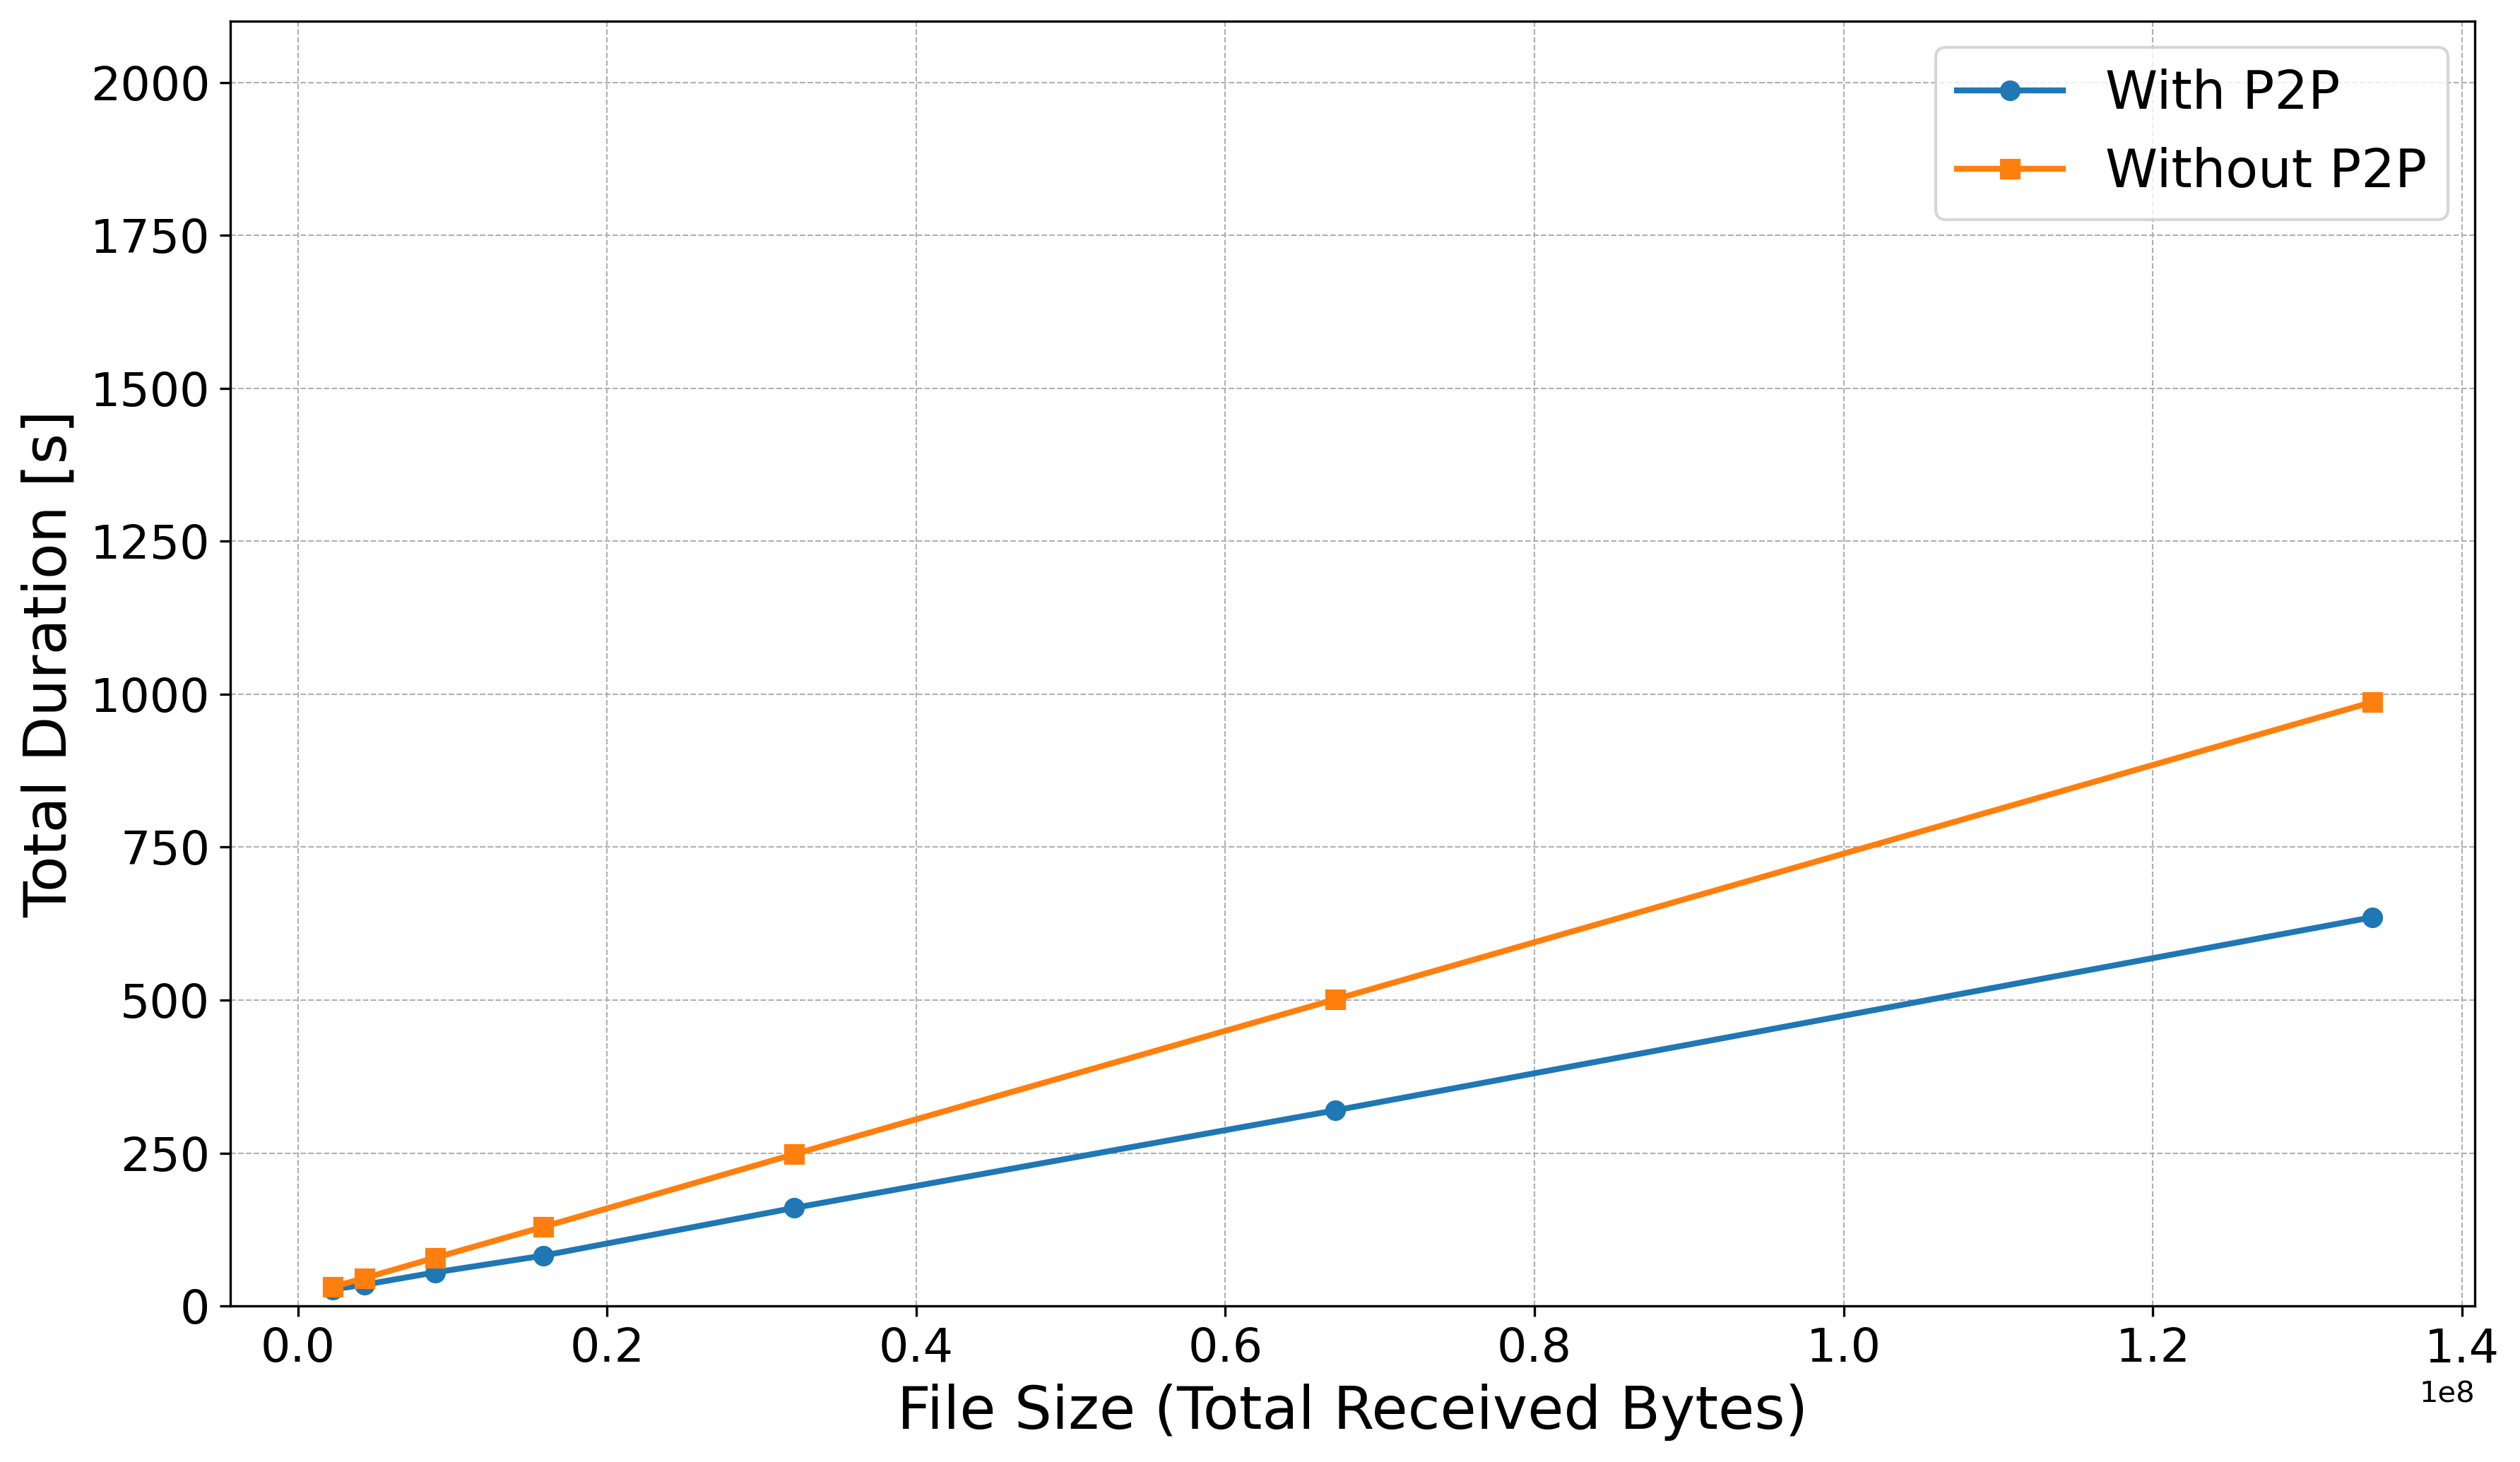 With P2P
Without P2P
Total Duration [s]
2000
1750
1500
1250
1000
750
500
250
0
0.0 0.2 0.4 0.6 0.8 1.0 1.2 1.4
1e8
File Size (Total Received Bytes)